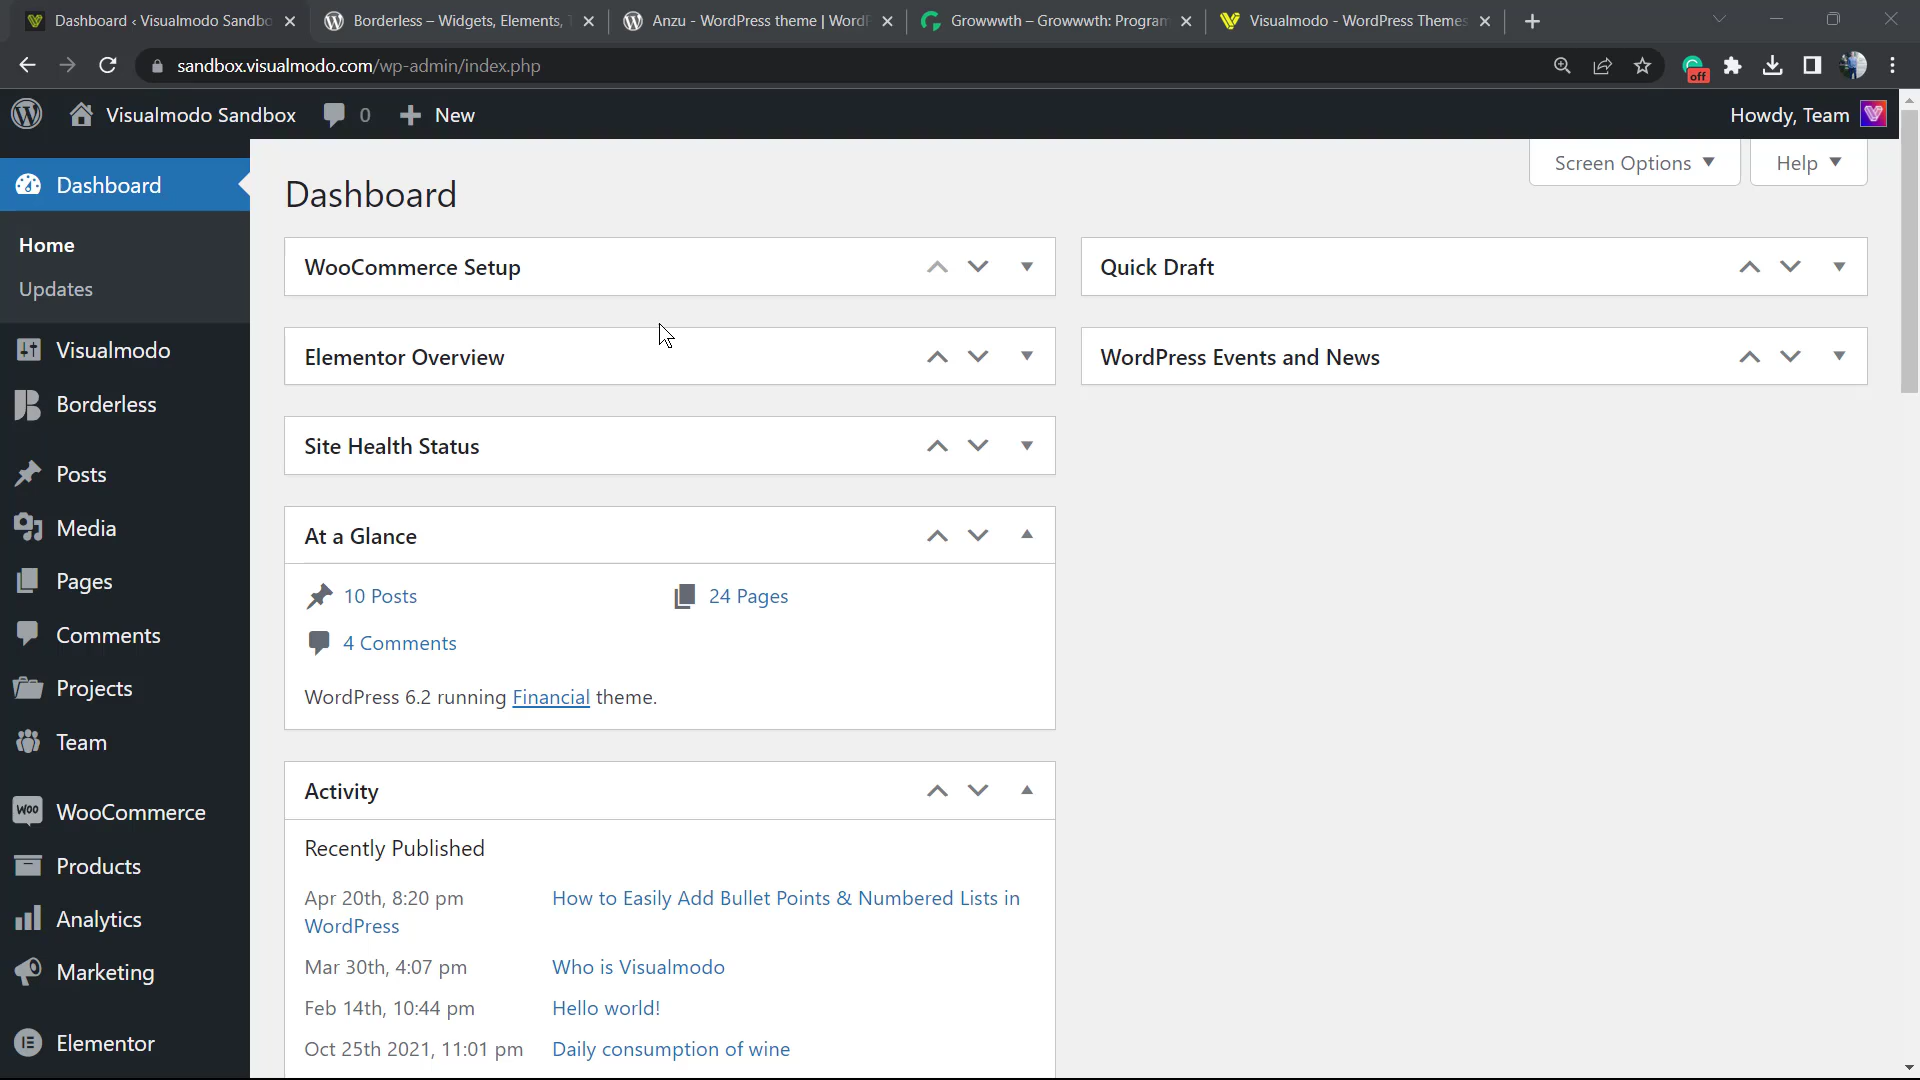 Dashboard ‹ Visualmodo Sandbo
Borderless – Widgets, Elements, T
Anzu - WordPress theme | WordP
Growwwth – Growwwth: Program
Visualmodo - WordPress Themes
sandbox.visualmodo.com/wp-admin/index.php
off
Visualmodo Sandbox
0
New
Howdy, Team
Screen Options
Help
Dashboard
Home
Updates
Visualmodo
Borderless
Posts
Media
Pages
Comments
Projects
Team
Woo
WooCommerce
Products
Analytics
Marketing
Elementor
Dashboard
WooCommerce Setup
Elementor Overview
Site Health Status
At a Glance
10 Posts
24 Pages
4 Comments
WordPress 6.2 running Financial theme.
Activity
Recently Published
Apr 20th, 8:20 pm How to Easily Add Bullet Points & Numbered Lists in
WordPress
Mar 30th, 4:07 pm Who is Visualmodo
Feb 14th, 10:44 pm Hello world!
Oct 25th 2021, 11:01 pm Daily consumption of wine
Quick Draft
WordPress Events and News